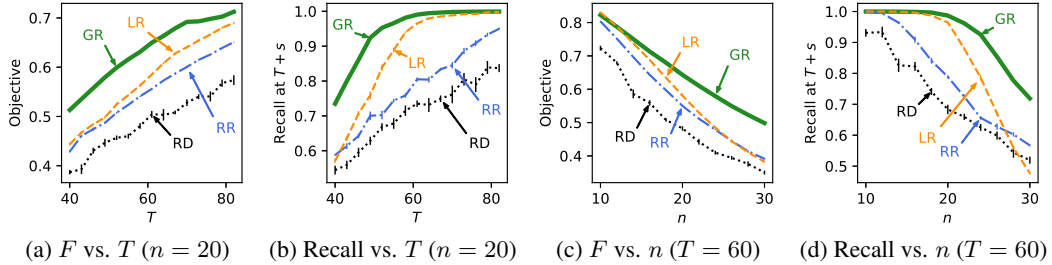 Objective
0.7
0.6
0.5
0.4
GR
LR
RR
RD
40
60
80
T
(a) F vs. T (n = 20)
Recall at T + s
1.0
0.9
0.8
0.7
0.6
0.5
GR
LR
RR
RD
40
60
80
T
(b) Recall vs. T (n = 20)
Objective
0.8
0.7
0.6
0.5
0.4
LR
GR
RD
RR
10
20
30
n
(c) F vs. n (T = 60)
Recall at T + s
1.0
0.9
0.8
0.7
0.6
0.5
GR
RD
LR
RR
10
20
30
n
(d) Recall vs. n (T = 60)